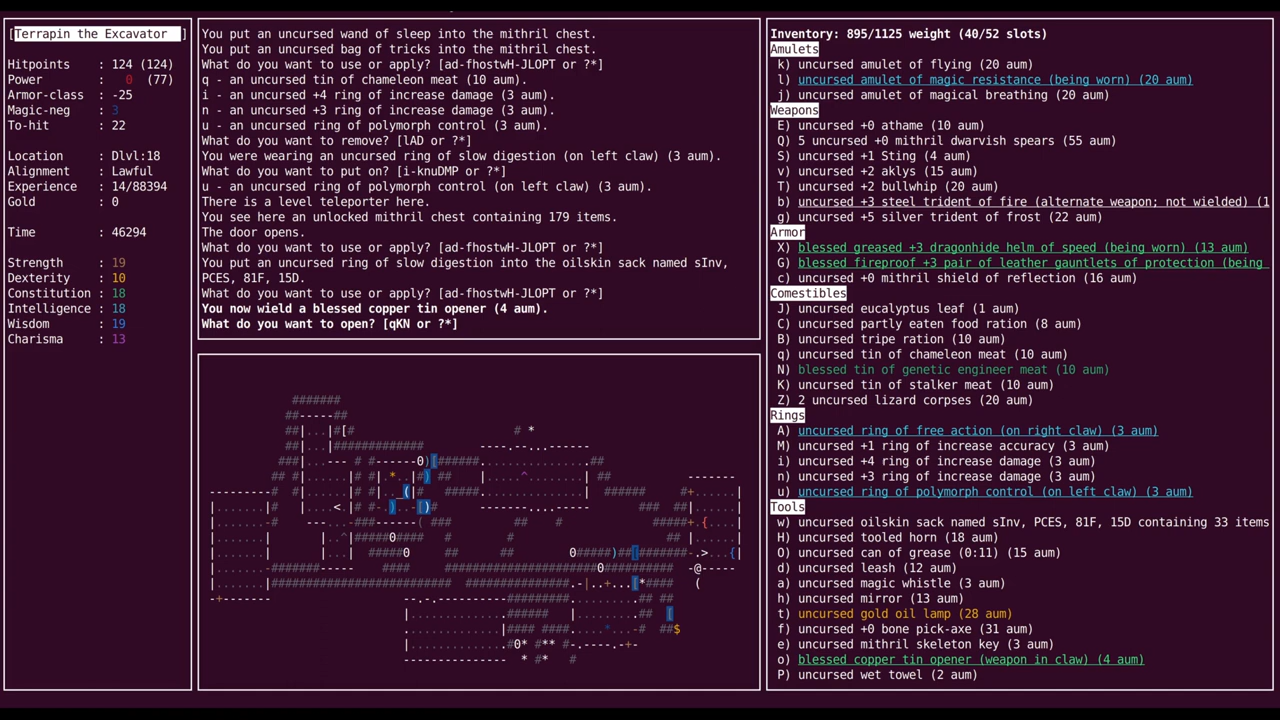 [Terrapin the Excavator ]
Hitpoints : 124 (124)
Power : 0 (77)
Armor-class : -25
Magic-neg : 3
To-hit : 22
Location : Dlvl:18
Alignment : Lawful
Experience : 14/88394
Gold : 0
Time : 46294
Strength : 19
Dexterity : 10
Constitution : 18
Intelligence : 18
Wisdom : 19
Charisma : 13
You put an uncursed wand of sleep into the mithril chest.
You put an uncursed bag of tricks into the mithril chest.
What do you want to use or apply? [ad-fhostwH-JLOPT or ?*]
q - an uncursed tin of chameleon meat (10 aum).
i - an uncursed +4 ring of increase damage (3 aum).
n - an uncursed +3 ring of increase damage (3 aum).
u - an uncursed ring of polymorph control (3 aum).
What do you want to remove? [lAD or ?*]
You were wearing an uncursed ring of slow digestion (on left claw) (3 aum).
What do you want to put on? [i-knuDMP or ?*]
u - an uncursed ring of polymorph control (on left claw) (3 aum).
There is a level teleporter here.
You see here an unlocked mithril chest containing 179 items.
The door opens.
What do you want to use or apply? [ad-fhostwH-JLOPT or ?*]
You put an uncursed ring of slow digestion into the oilskin sack named sInv,
PCES, 81F, 15D.
What do you want to use or apply? [ad-fhostwH-JLOPT or ?*]
You now wield a blessed copper tin opener (4 aum).
What do you want to open? [qKN or ?*]
Inventory: 895/1125 weight (40/52 slots)
Amulets
k) uncursed amulet of flying (20 aum)
l) uncursed amulet of magic resistance (being worn) (20 aum)
j) uncursed amulet of magical breathing (20 aum)
Weapons
E) uncursed +0 athame (10 aum)
Q) 5 uncursed +0 mithril dwarvish spears (55 aum)
S) uncursed +1 Sting (4 aum)
v) uncursed +2 aklys (15 aum)
T) uncursed +2 bullwhip (20 aum)
b) uncursed +3 steel trident of fire (alternate weapon; not wielded) (1
g) uncursed +5 silver trident of frost (22 aum)
Armor
X) blessed greased +3 dragonhide helm of speed (being worn) (13 aum)
G) blessed fireproof +3 pair of leather gauntlets of protection (being
c) uncursed +0 mithril shield of reflection (16 aum)
Comestibles
J) uncursed eucalyptus leaf (1 aum)
C) uncursed partly eaten food ration (8 aum)
B) uncursed tripe ration (10 aum)
q) uncursed tin of chameleon meat (10 aum)
N) blessed tin of genetic engineer meat (10 aum)
K) uncursed tin of stalker meat (10 aum)
Z) 2 uncursed lizard corpses (20 aum)
Rings
A) uncursed ring of free action (on right claw) (3 aum)
M) uncursed +1 ring of increase accuracy (3 aum)
i) uncursed +4 ring of increase damage (3 aum)
n) uncursed +3 ring of increase damage (3 aum)
u) uncursed ring of polymorph control (on left claw) (3 aum)
Tools
w) uncursed oilskin sack named sInv, PCES, 81F, 15D containing 33 items
H) uncursed tooled horn (18 aum)
O) uncursed can of grease (0:11) (15 aum)
d) uncursed leash (12 aum)
a) uncursed magic whistle (3 aum)
h) uncursed mirror (13 aum)
t) uncursed gold oil lamp (28 aum)
f) uncursed +0 bone pick-axe (31 aum)
e) uncursed mithril skeleton key (3 aum)
o) blessed copper tin opener (weapon in claw) (4 aum)
P) uncursed wet towel (2 aum)